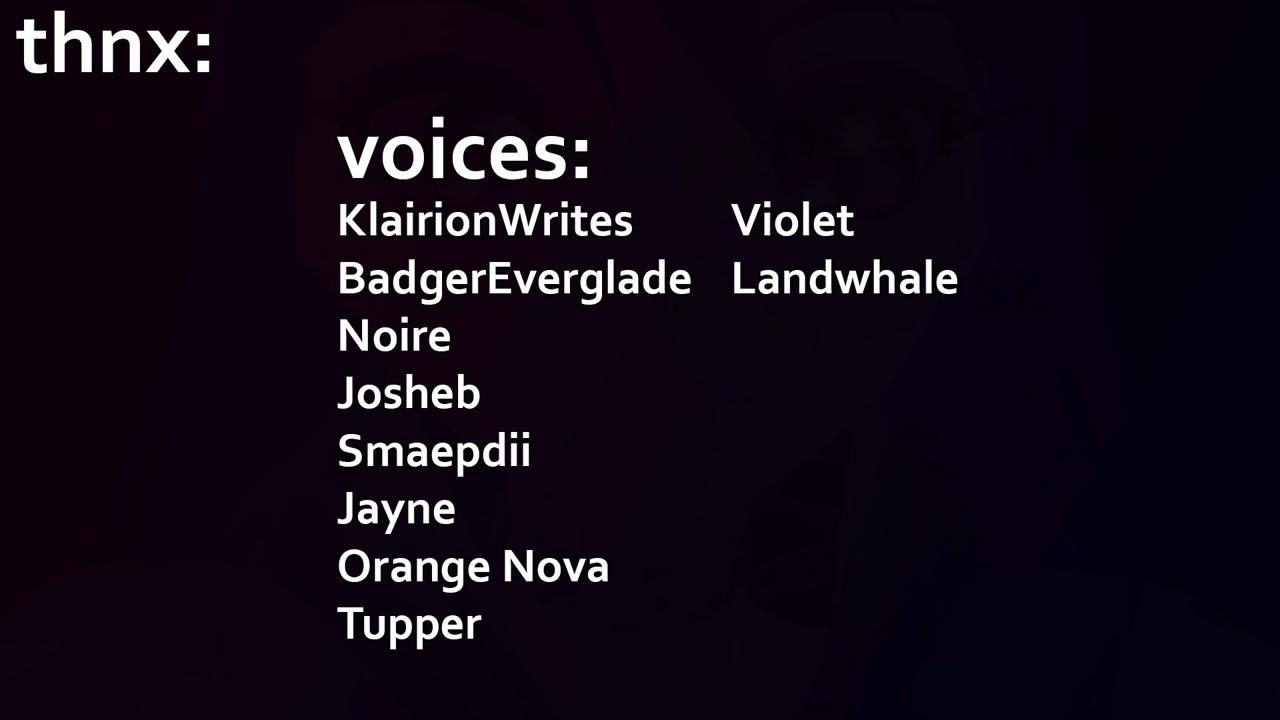 thnx:
voices:
KlairionWrites
BadgerEverglade
Noire
Josheb
Smaepdii
Jayne
Orange Nova
Tupper
Violet
Landwhale